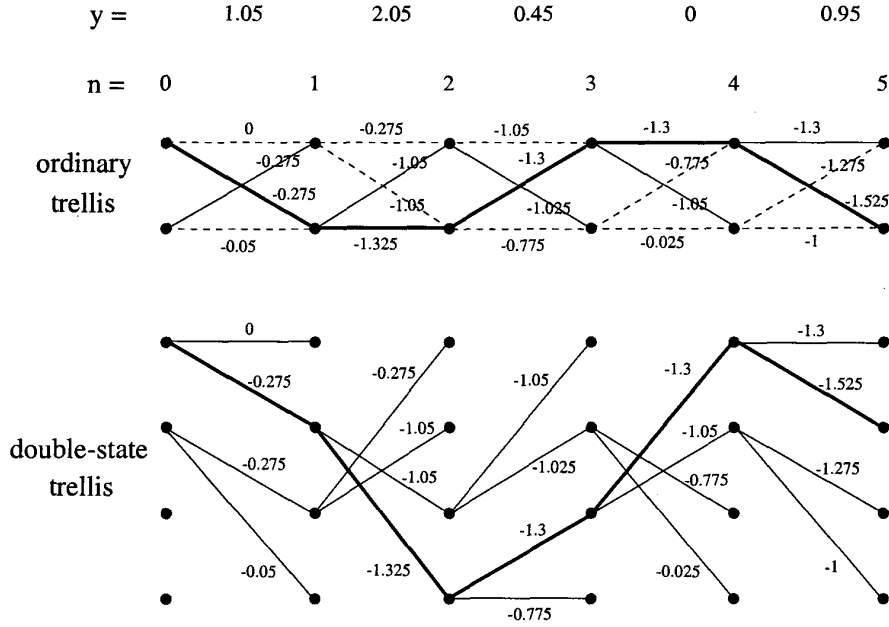 y = 1.05 2.05 0.45 0 0.95
n = 0 1 2 3 4 5
0 -0.275 -1.05 -1.3 -1.3
ordinary
trellis
-0.275 -1.05 -1.3 -0.775 -1.275
-0.275 -1.05 -1.025 -1.05 -1.525
-0.05 -1.325 -0.775 -0.025 -1
0 -1.3
-0.275 -0.275 -1.05 -1.3 -1.525
double-state
trellis
-0.275 -1.05 -1.05 -1.025 -1.05 -0.775 -1.275
-0.05 -1.325 -1.3 -0.025 -1
-0.775